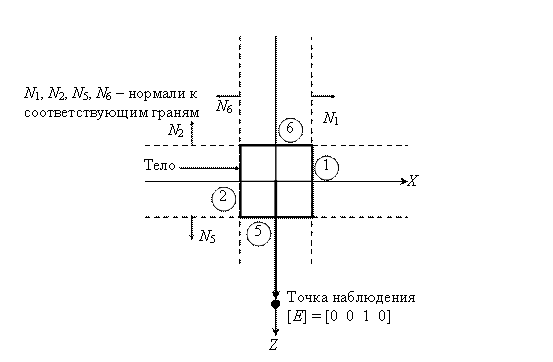 N1, N2, N5, N6 – нормали к
соответствующим граням
N6
N1
N2
6
Тело
1
X
2
5
N5
Точка наблюдения
[E] = [0 0 1 0]
Z